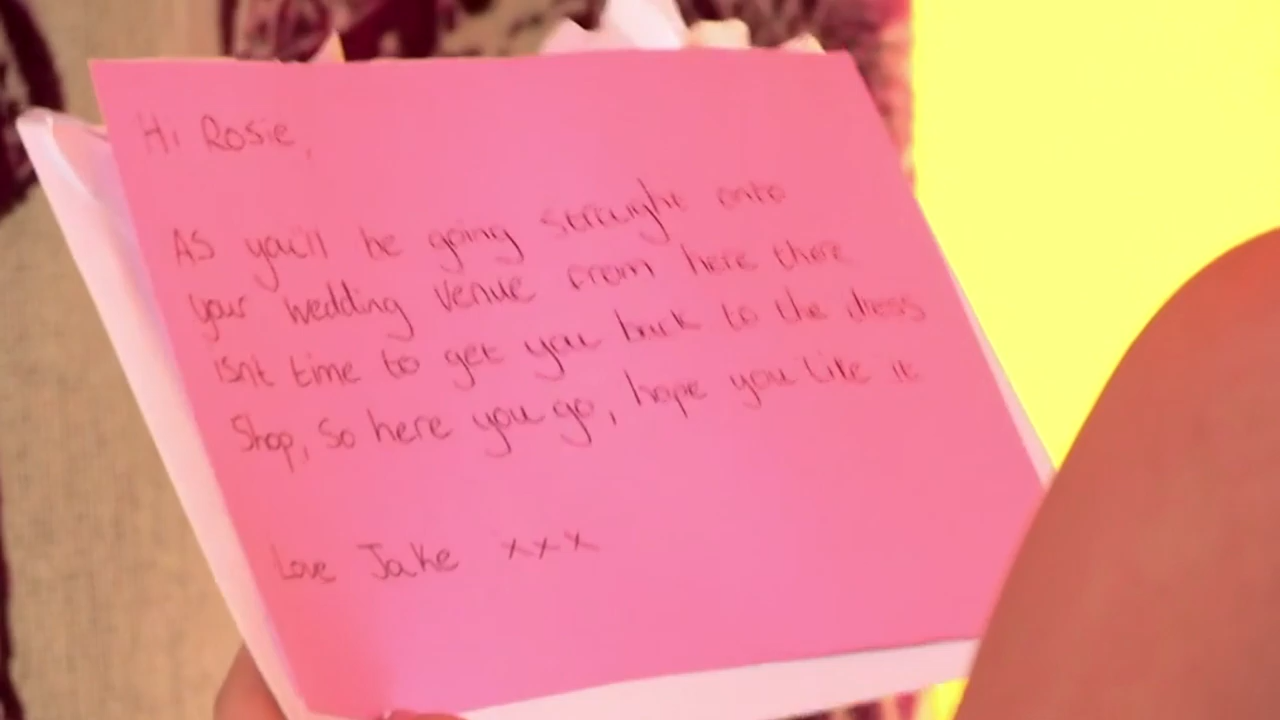 Hi Rosie,
As you'll be going straight onto
your wedding venue from here there
isnt time to get you back to the dress
Shop, So here you go, hope you like it
Love Jake xxx